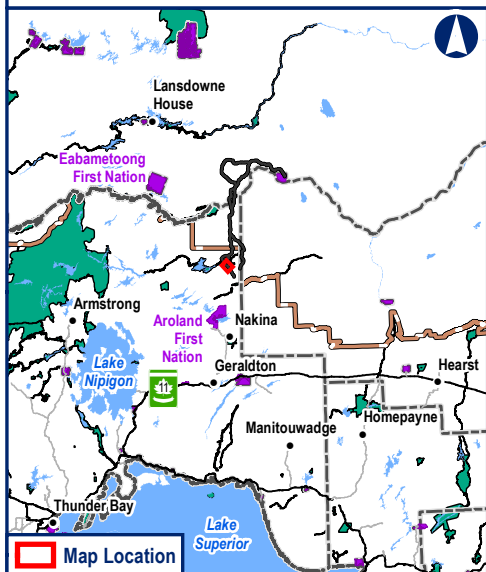 Lansdowne
House
Eabametoong
First Nation
Armstrong
Aroland
First
Nation
Nakina
Lake
Nipigon
Geraldton
11
Hearst
Manitouwadge
Homepayne
Thunder Bay
Lake
Superior
Map Location